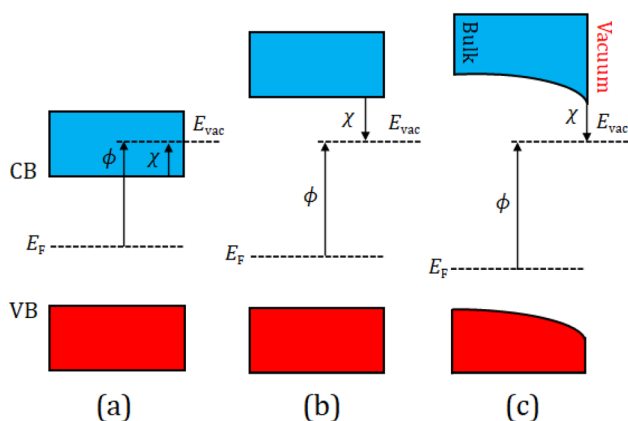 Bulk
Vacuum
E_vac
ϕ
χ
CB
E_F
VB
(a)
χ
E_vac
ϕ
E_F
(b)
χ
E_vac
ϕ
E_F
(c)